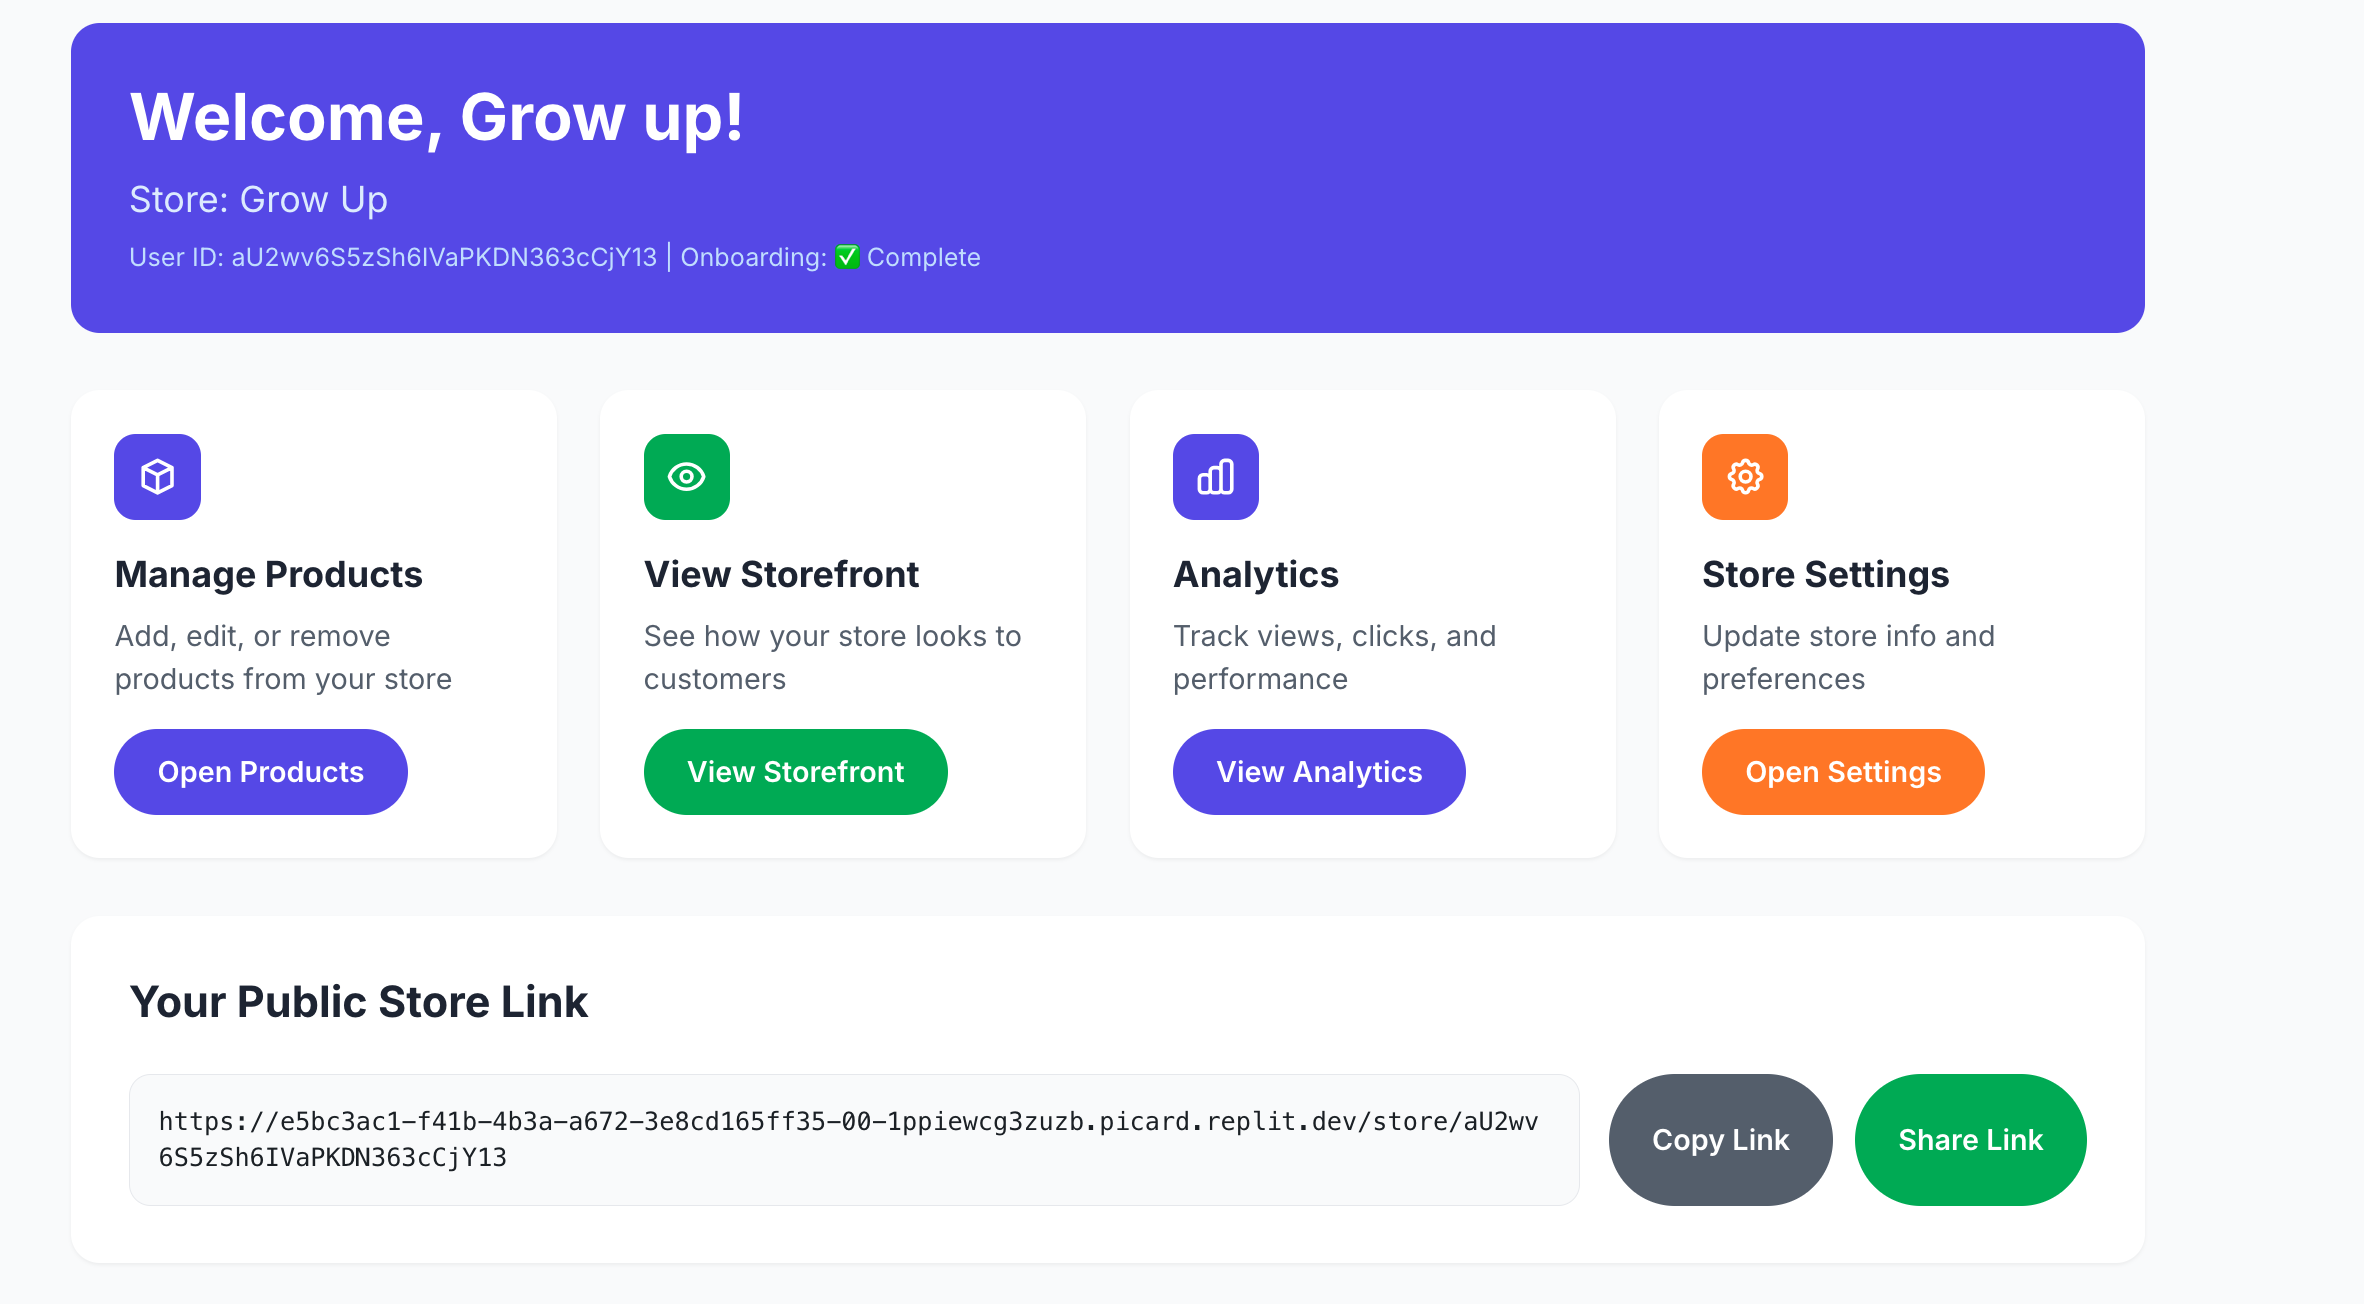 Welcome, Grow up!
Store: Grow Up
User ID: aU2wv6S5zSh6IVaPKDN363cCjY13 | Onboarding: ✅ Complete
Manage Products
Add, edit, or remove
products from your store
Open Products
View Storefront
See how your store looks to
customers
View Storefront
Analytics
Track views, clicks, and
performance
View Analytics
Store Settings
Update store info and
preferences
Open Settings
Your Public Store Link
https://e5bc3ac1-f41b-4b3a-a672-3e8cd165ff35-00-1ppiewcg3zuzb.picard.replit.dev/store/aU2wv
6S5zSh6IVaPKDN363cCjY13
Copy Link
Share Link